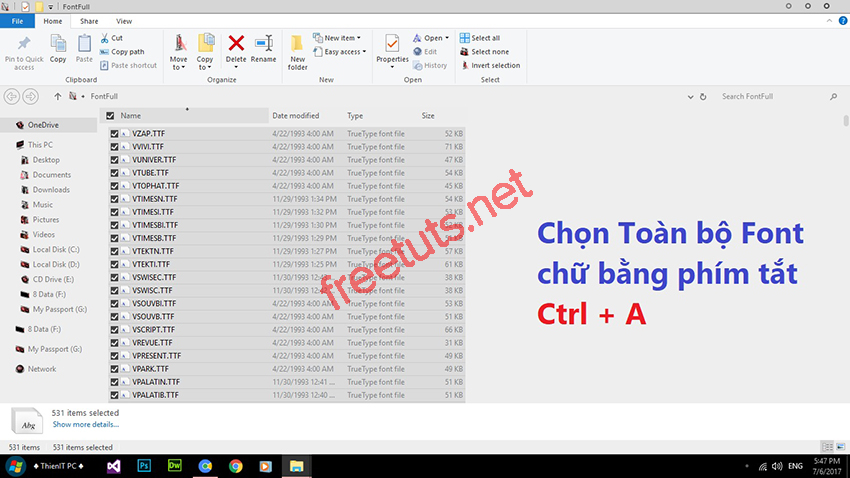 FontFull
File Home Share View
Pin to Quick access
Copy
Paste
Cut
Copy path
Paste shortcut
Clipboard
Move to
Copy to
Delete
Rename
Organize
New folder
New item
Easy access
New
Properties
Open
Edit
History
Open
Select all
Select none
Invert selection
Select
FontFull
Search FontFull
OneDrive
This PC
Desktop
Documents
Downloads
Music
Pictures
Videos
Local Disk (C:)
Local Disk (D:)
CD Drive (E:)
8 Data (F:)
My Passport (G:)
8 Data (F:)
My Passport (G:)
Network
Name Date modified Type Size
VZAP.TTF 4/22/1993 4:00 AM TrueType font file 52 KB
VVIVI.TTF 4/22/1993 4:00 AM TrueType font file 71 KB
VUNIVER.TTF 4/22/1993 4:00 AM TrueType font file 47 KB
VTUBE.TTF 4/22/1993 4:00 AM TrueType font file 54 KB
VTOPHAT.TTF 4/22/1993 4:00 AM TrueType font file 45 KB
VTIMESN.TTF 11/29/1993 1:34 PM TrueType font file 54 KB
VTIMESI.TTF 11/29/1993 1:32 PM TrueType font file 53 KB
VTIMESBI.TTF 11/29/1993 1:30 PM TrueType font file
VTIMESB.TTF 11/29/1993 1:29 PM TrueType font file
VTEKTN.TTF 11/29/1993 1:28 PM TrueType font file 57 KB
VTEKTI.TTF 11/29/1993 1:27 PM TrueType font file 61 KB
VSWISEC.TTF 11/30/1993 TrueType font file 38 KB
VSWISC.TTF 11/30/1993 TrueType font file 38 KB
VSOUVBI.TTF 4/22/1993 4:00 AM TrueType font file 53 KB
VSOUVB.TTF 4/22/1993 4:00 AM TrueType font file 51 KB
VSCRIPT.TTF 4/22/1993 4:00 AM TrueType font file 66 KB
VREVUE.TTF 4/22/1993 4:00 AM TrueType font file 31 KB
VPRESENT.TTF 4/22/1993 4:00 AM TrueType font file 49 KB
VPARK.TTF 4/22/1993 4:00 AM TrueType font file 49 KB
VPALATIN.TTF 11/30/1993 12:41 ... TrueType font file 51 KB
VPALATIB.TTF 11/30/1993 12:40 ... TrueType font file 51 KB
freetuts.net
Chọn Toàn bộ Font
chữ bằng phím tắt
Ctrl + A
Abg
531 items selected
Show more details...
531 items 531 items selected
♦ ThienIT PC ♦
Ps
Dw
ENG
5:47 PM
7/6/2017